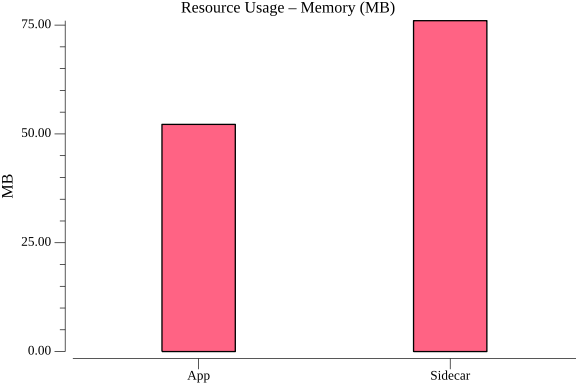 Resource Usage – Memory (MB)
75.00
50.00
25.00
0.00
MB
App
Sidecar